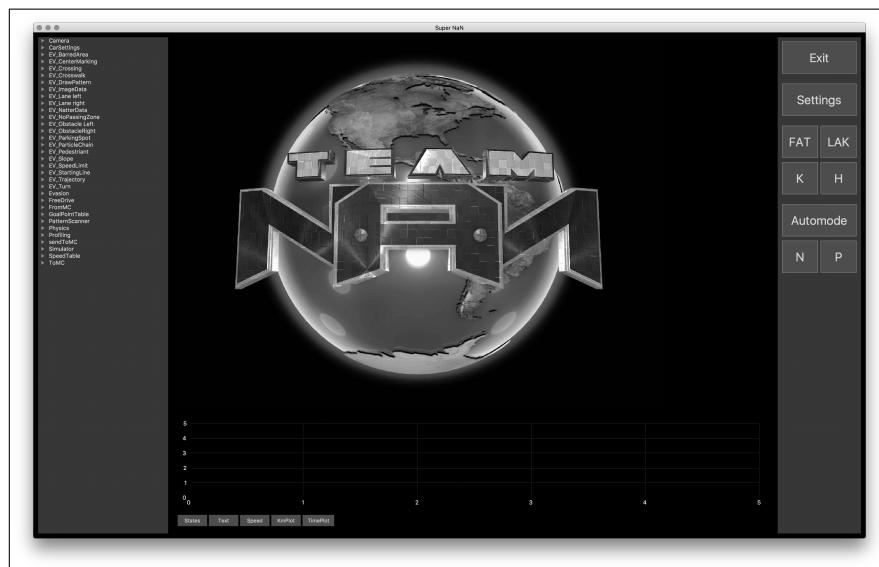 Super NaN
Camera
CarSettings
EV_BarredArea
EV_CenterMarking
EV_Crossing
EV_Crosswalk
EV_DrawPattern
EV_ImageData
EV_Lane left
EV_Lane right
EV_NatterData
EV_NoPassingZone
EV_Obstacle Left
EV_ObstacleRight
EV_ParkingSpot
EV_ParticleChain
EV_Pedestriant
EV_Slope
EV_SpeedLimit
EV_StartingLine
EV_Trajectory
EV_Turn
Evasion
FreeDrive
FromMC
GoalPointTable
PatternScanner
Physics
Profiling
sendToMC
Simulator
SpeedTable
ToMC
TEAM
NAN
5
4
3
2
1
0
0 1 2 3 4 5
States Text Speed KmPlot TimePlot
Exit
Settings
FAT LAK
K H
Automode
N P